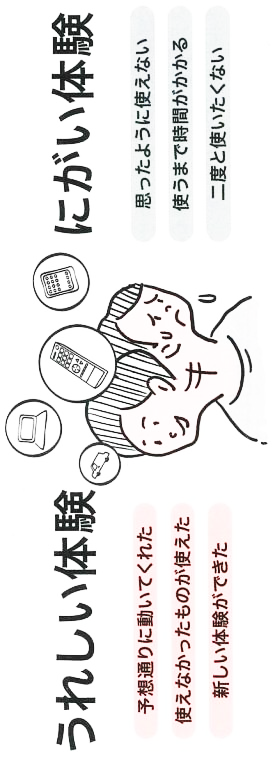 うれしい体験
予想通りに動いてくれた
使えなかったものが使えた
新しい体験ができた
にがい体験
思ったように使えない
使うまで時間がかかる
二度と使いたくない